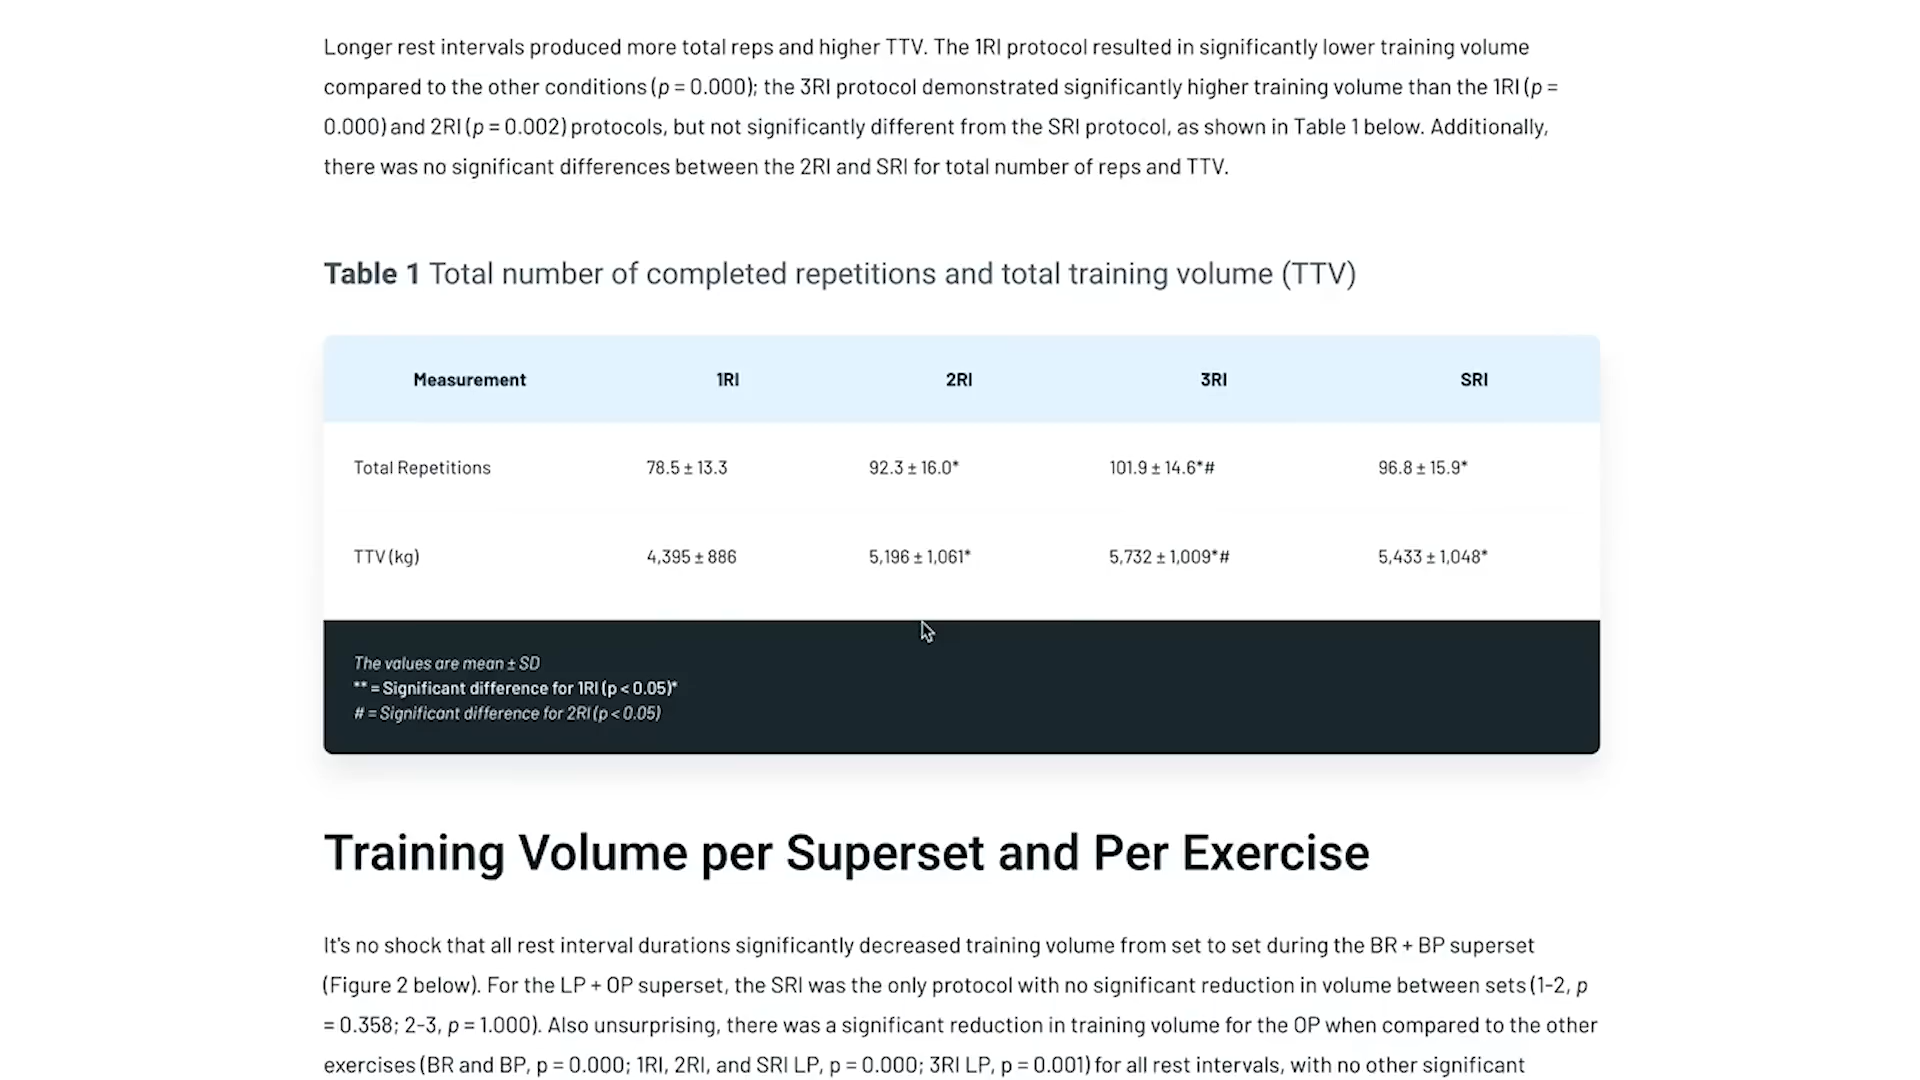 Longer rest intervals produced more total reps and higher TTV. The 1RI protocol resulted in significantly lower training volume
compared to the other conditions (p = 0.000); the 3RI protocol demonstrated significantly higher training volume than the 1RI (p =
0.000) and 2RI (p = 0.002) protocols, but not significantly different from the SRI protocol, as shown in Table 1 below. Additionally,
there was no significant differences between the 2RI and SRI for total number of reps and TTV.
Table 1 Total number of completed repetitions and total training volume (TTV)
Measurement 1RI 2RI 3RI SRI
Total Repetitions 78.5 ± 13.3 92.3 ± 16.0* 101.9 ± 14.6*# 96.8 ± 15.9*
TTV (kg) 4,395 ± 886 5,196 ± 1,061* 5,732 ± 1,009*# 5,433 ± 1,048*
The values are mean ± SD
** = Significant difference for 1RI (p < 0.05)*
# = Significant difference for 2RI (p < 0.05)
Training Volume per Superset and Per Exercise
It's no shock that all rest interval durations significantly decreased training volume from set to set during the BR + BP superset
(Figure 2 below). For the LP + OP superset, the SRI was the only protocol with no significant reduction in volume between sets (1-2, p
= 0.358; 2-3, p = 1.000). Also unsurprising, there was a significant reduction in training volume for the OP when compared to the other
exercises (BR and BP, p = 0.000; 1RI, 2RI, and SRI LP, p = 0.000; 3RI LP, p = 0.001) for all rest intervals, with no other significant